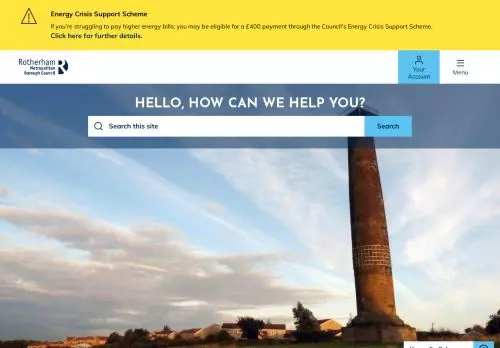 Energy Crisis Support Scheme
If you're struggling to pay higher energy bills; you may be eligible for a £400 payment through the Council's Energy Crisis Support Scheme.
Click here for further details.
Rotherham
Metropolitan
Borough Council
Your
Account
Menu
HELLO, HOW CAN WE HELP YOU?
Search this site
Search